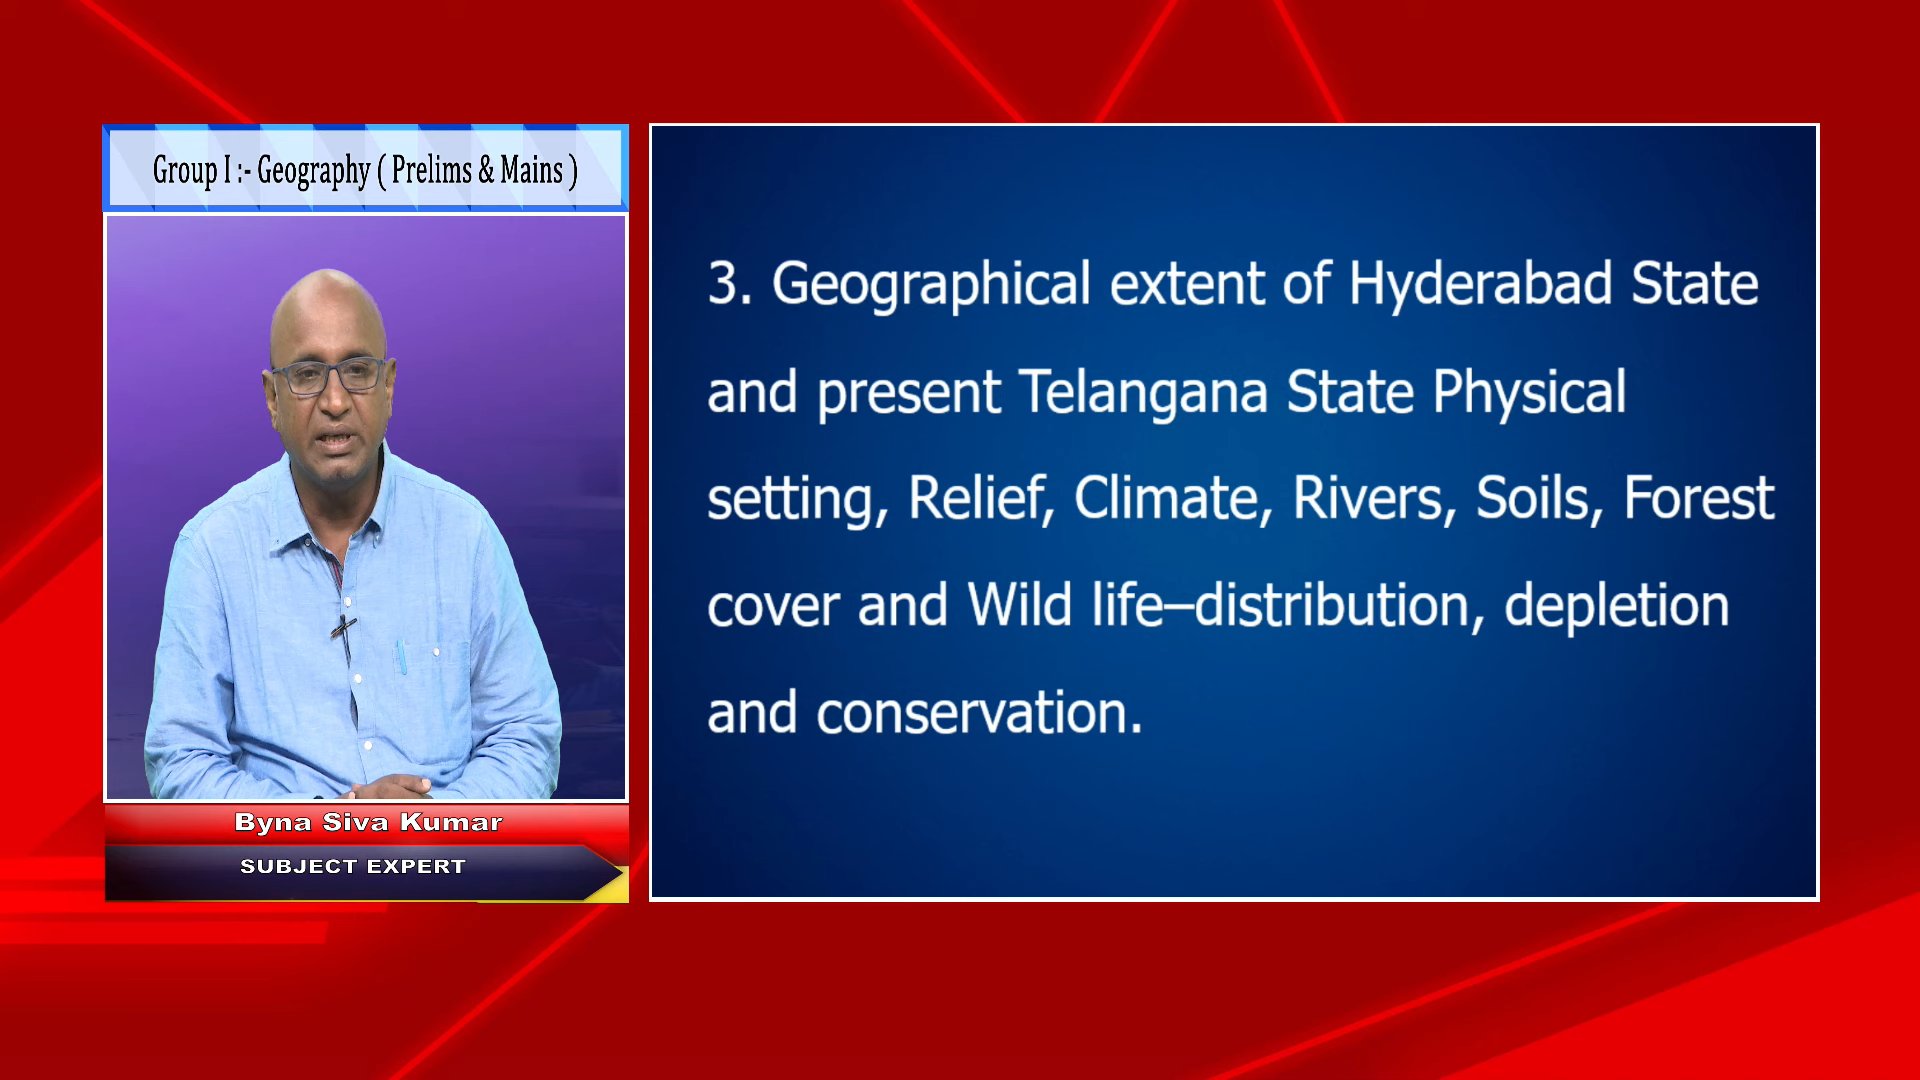 Group I :- Geography ( Prelims & Mains )
3. Geographical extent of Hyderabad State
and present Telangana State Physical
setting, Relief, Climate, Rivers, Soils, Forest
cover and Wild life–distribution, depletion
and conservation.
Byna Siva Kumar
SUBJECT EXPERT